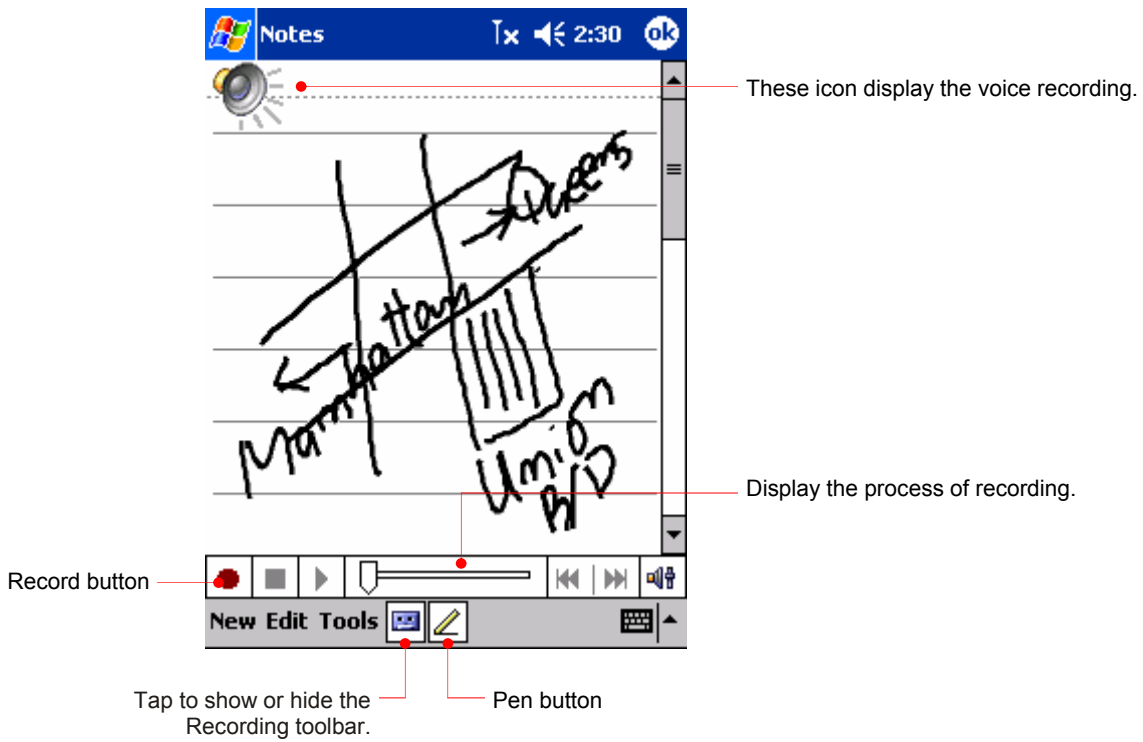 Notes 2:30 ok
These icon display the voice recording.
Queens
Manhattan
Union
B/D
Display the process of recording.
Record button
New Edit Tools
Tap to show or hide the
Recording toolbar.
Pen button